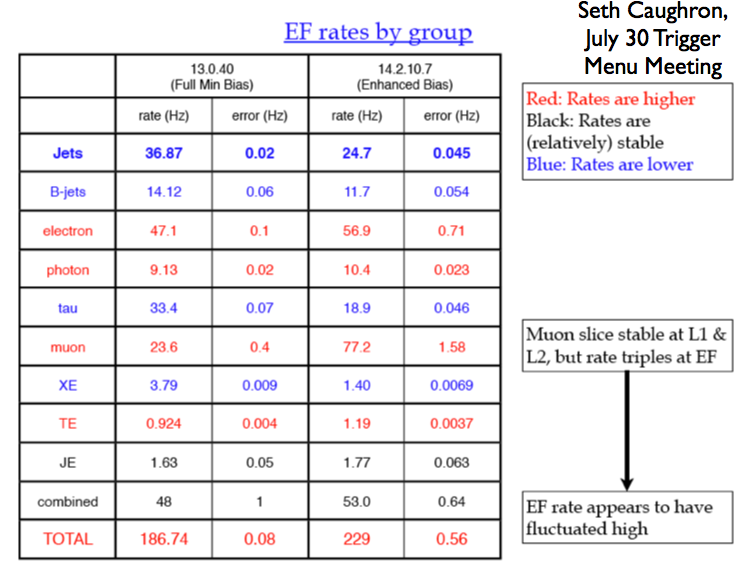 EF rates by group
Seth Caughron,
July 30 Trigger
Menu Meeting
13.0.40 14.2.10.7
(Full Min Bias) (Enhanced Bias)
rate (Hz) error (Hz) rate (Hz) error (Hz)
Jets 36.87 0.02 24.7 0.045
B-jets 14.12 0.06 11.7 0.054
electron 47.1 0.1 56.9 0.71
photon 9.13 0.02 10.4 0.023
tau 33.4 0.07 18.9 0.046
muon 23.6 0.4 77.2 1.58
XE 3.79 0.009 1.40 0.0069
TE 0.924 0.004 1.19 0.0037
JE 1.63 0.05 1.77 0.063
combined 48 1 53.0 0.64
TOTAL 186.74 0.08 229 0.56
Red: Rates are higher
Black: Rates are
(relatively) stable
Blue: Rates are lower
Muon slice stable at L1 &
L2, but rate triples at EF
EF rate appears to have
fluctuated high